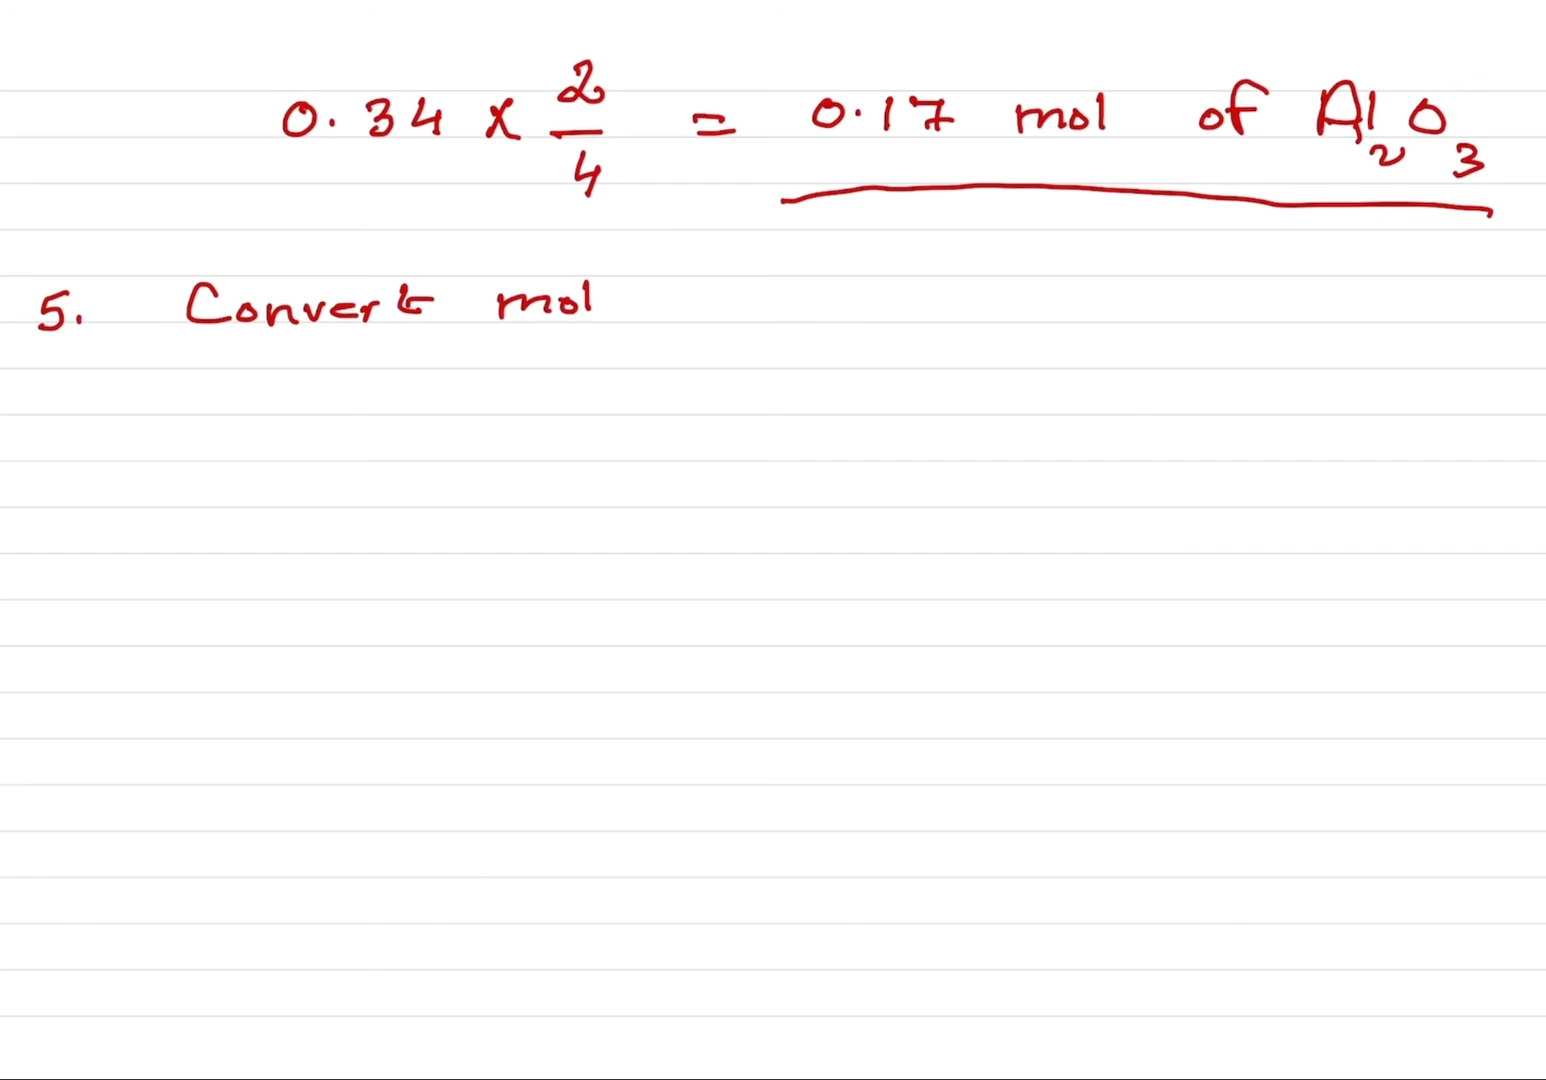 0.34 x 2/4 = 0.17 mol of Al2O3
5. Convert mol